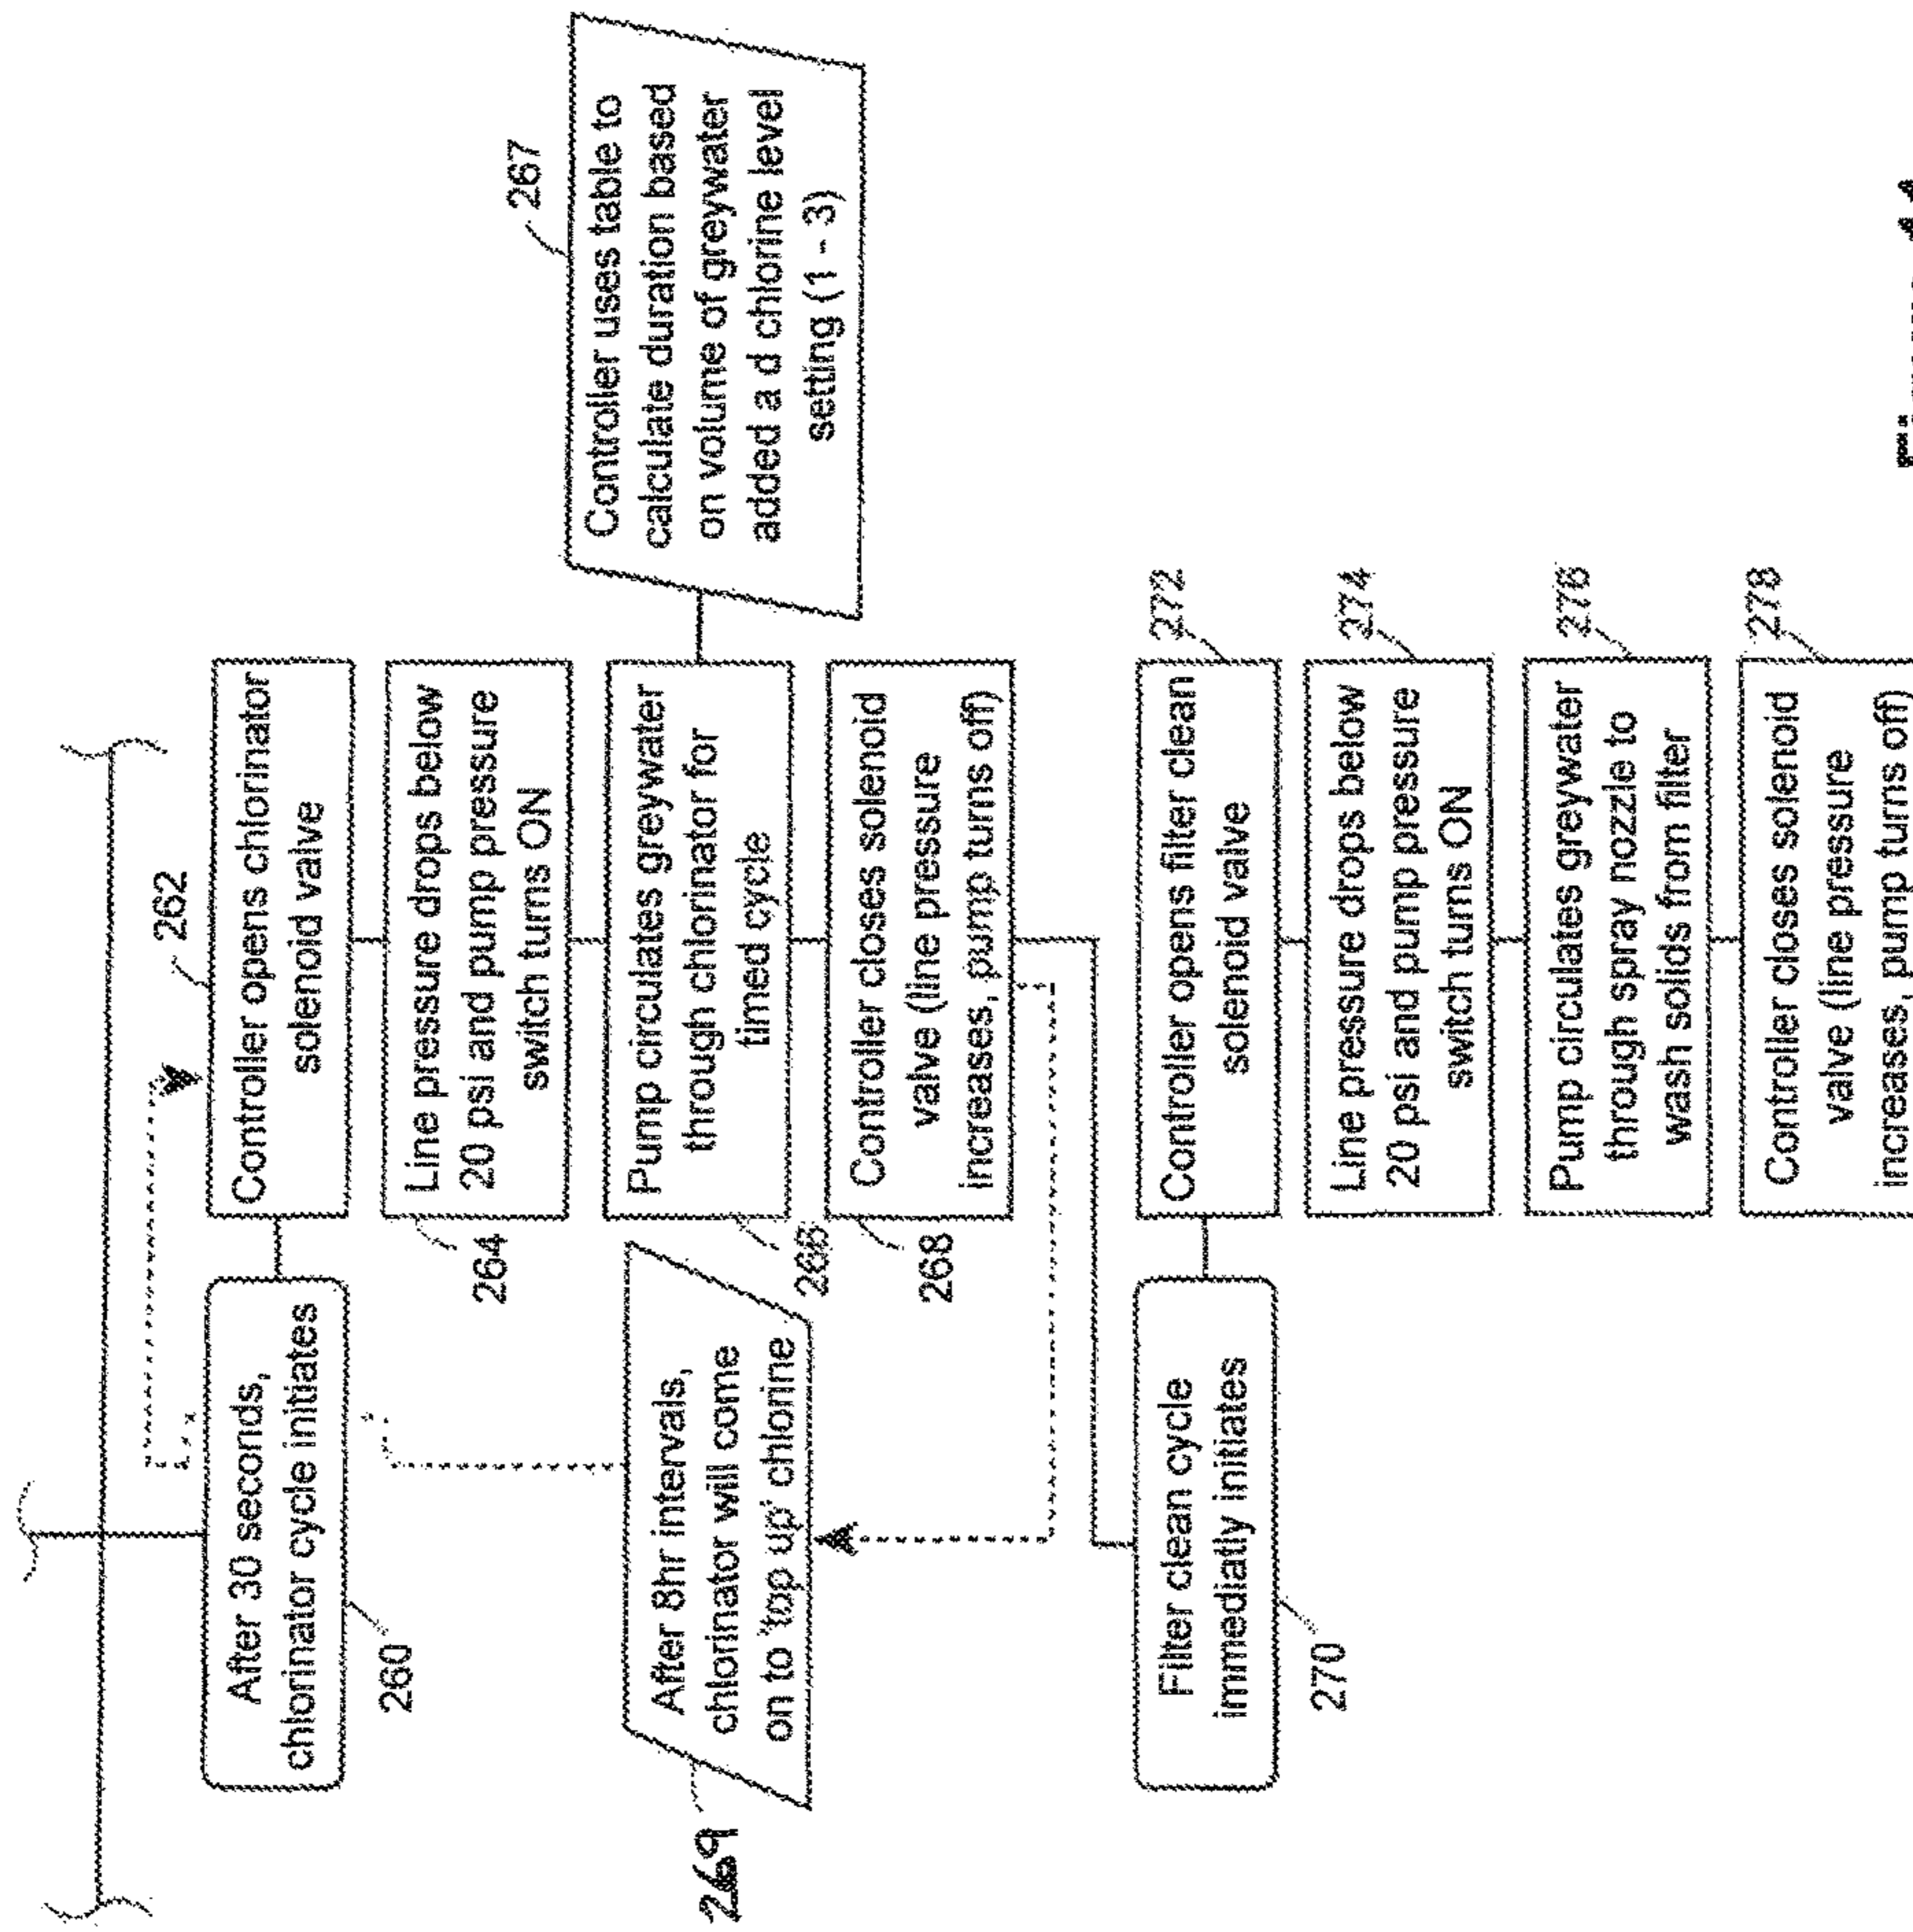 After 30 seconds,
chlorinator cycle initiates
260
262
Controller opens chlorinator
solenoid valve
264
Line pressure drops below
20 psi and pump pressure
switch turns ON
266
Pump circulates greywater
through chlorinator for
timed cycle
267
Controller uses table to
calculate duration based
on volume of greywater
added a d chlorine level
setting (1 - 3)
268
Controller closes solenoid
valve (line pressure
increases, pump turns off)
269
After 8hr intervals,
chlorinator will come
on to 'top up' chlorine
Filter clean cycle
immediatly initiates
270
272
Controller opens filter clean
solenoid valve
274
Line pressure drops below
20 psi and pump pressure
switch turns ON
276
Pump circulates greywater
through spray nozzle to
wash solids from filter
278
Controller closes solenoid
valve (line pressure
increases, pump turns off)